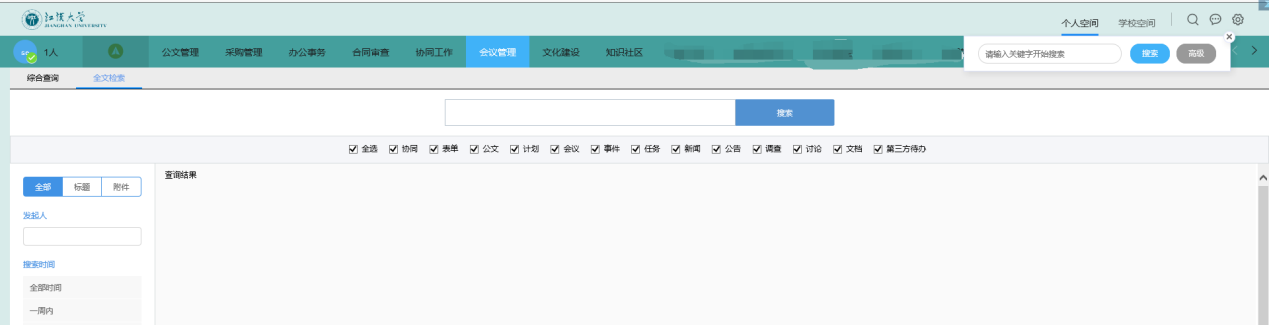 江汉大学
JIANGHAN UNIVERSITY
个人空间 学校空间
1人 公文管理 采购管理 办公事务 合同审查 协同工作 会议管理 文化建设 知识社区
请输入关键字开始搜索 搜索 高级
综合查询 全文检索
搜索
全选 协同 表单 公文 计划 会议 事件 任务 新闻 公告 调查 讨论 文档 第三方待办
全部 标题 附件
查询结果
发起人
搜索时间
全部时间
一周内